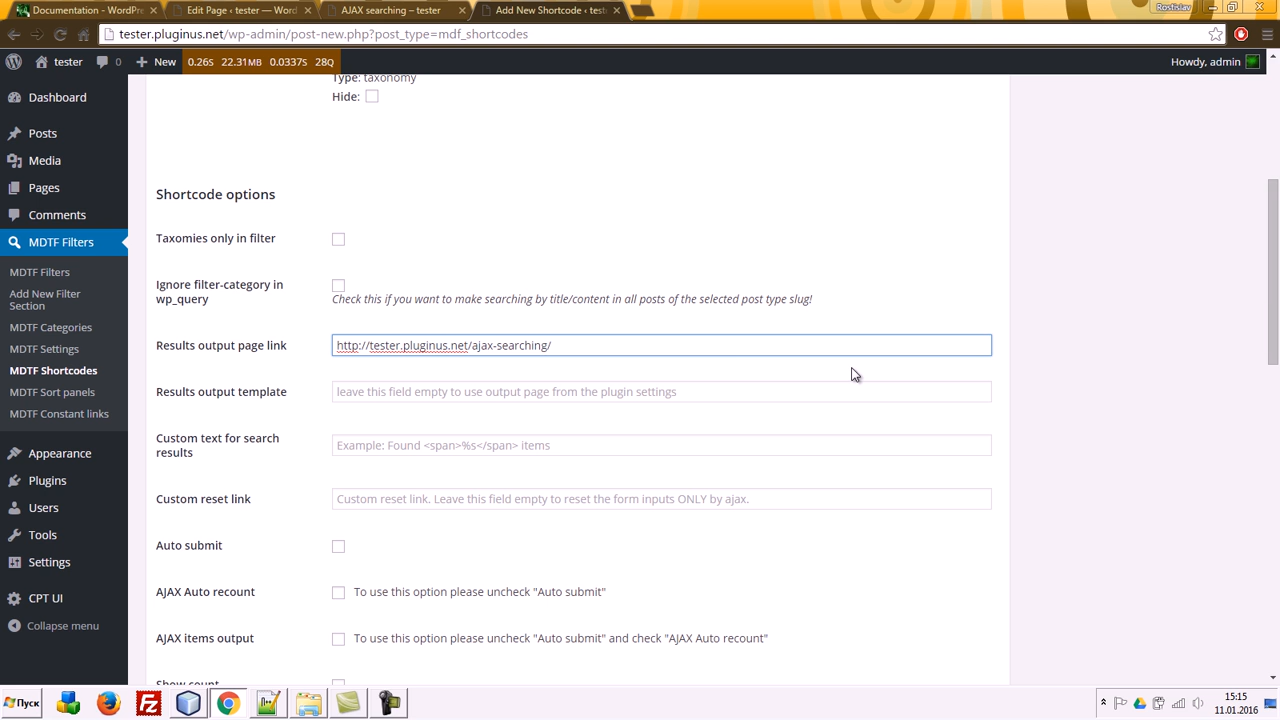 Documentation - WordPr
Edit Page ‹ tester — Word
AJAX searching – tester
Add New Shortcode ‹ test
Rostislav
tester.pluginus.net/wp-admin/post-new.php?post_type=mdf_shortcodes
tester 0 + New 0.26S 22.31MB 0.0337S 28Q Howdy, admin
Dashboard
Posts
Media
Pages
Comments
MDTF Filters
MDTF Filters
Add New Filter
Section
MDTF Categories
MDTF Settings
MDTF Shortcodes
MDTF Sort panels
MDTF Constant links
Appearance
Plugins
Users
Tools
Settings
CPT UI
Collapse menu
Type: taxonomy
Hide:
Shortcode options
Taxomies only in filter
Ignore filter-category in
wp_query
Check this if you want to make searching by title/content in all posts of the selected post type slug!
Results output page link
http://tester.pluginus.net/ajax-searching/
Results output template
leave this field empty to use output page from the plugin settings
Custom text for search
results
Example: Found <span>%s</span> items
Custom reset link
Custom reset link. Leave this field empty to reset the form inputs ONLY by ajax.
Auto submit
AJAX Auto recount
To use this option please uncheck "Auto submit"
AJAX items output
To use this option please uncheck "Auto submit" and check "AJAX Auto recount"
Show count
Пуск
15:15
11.01.2016